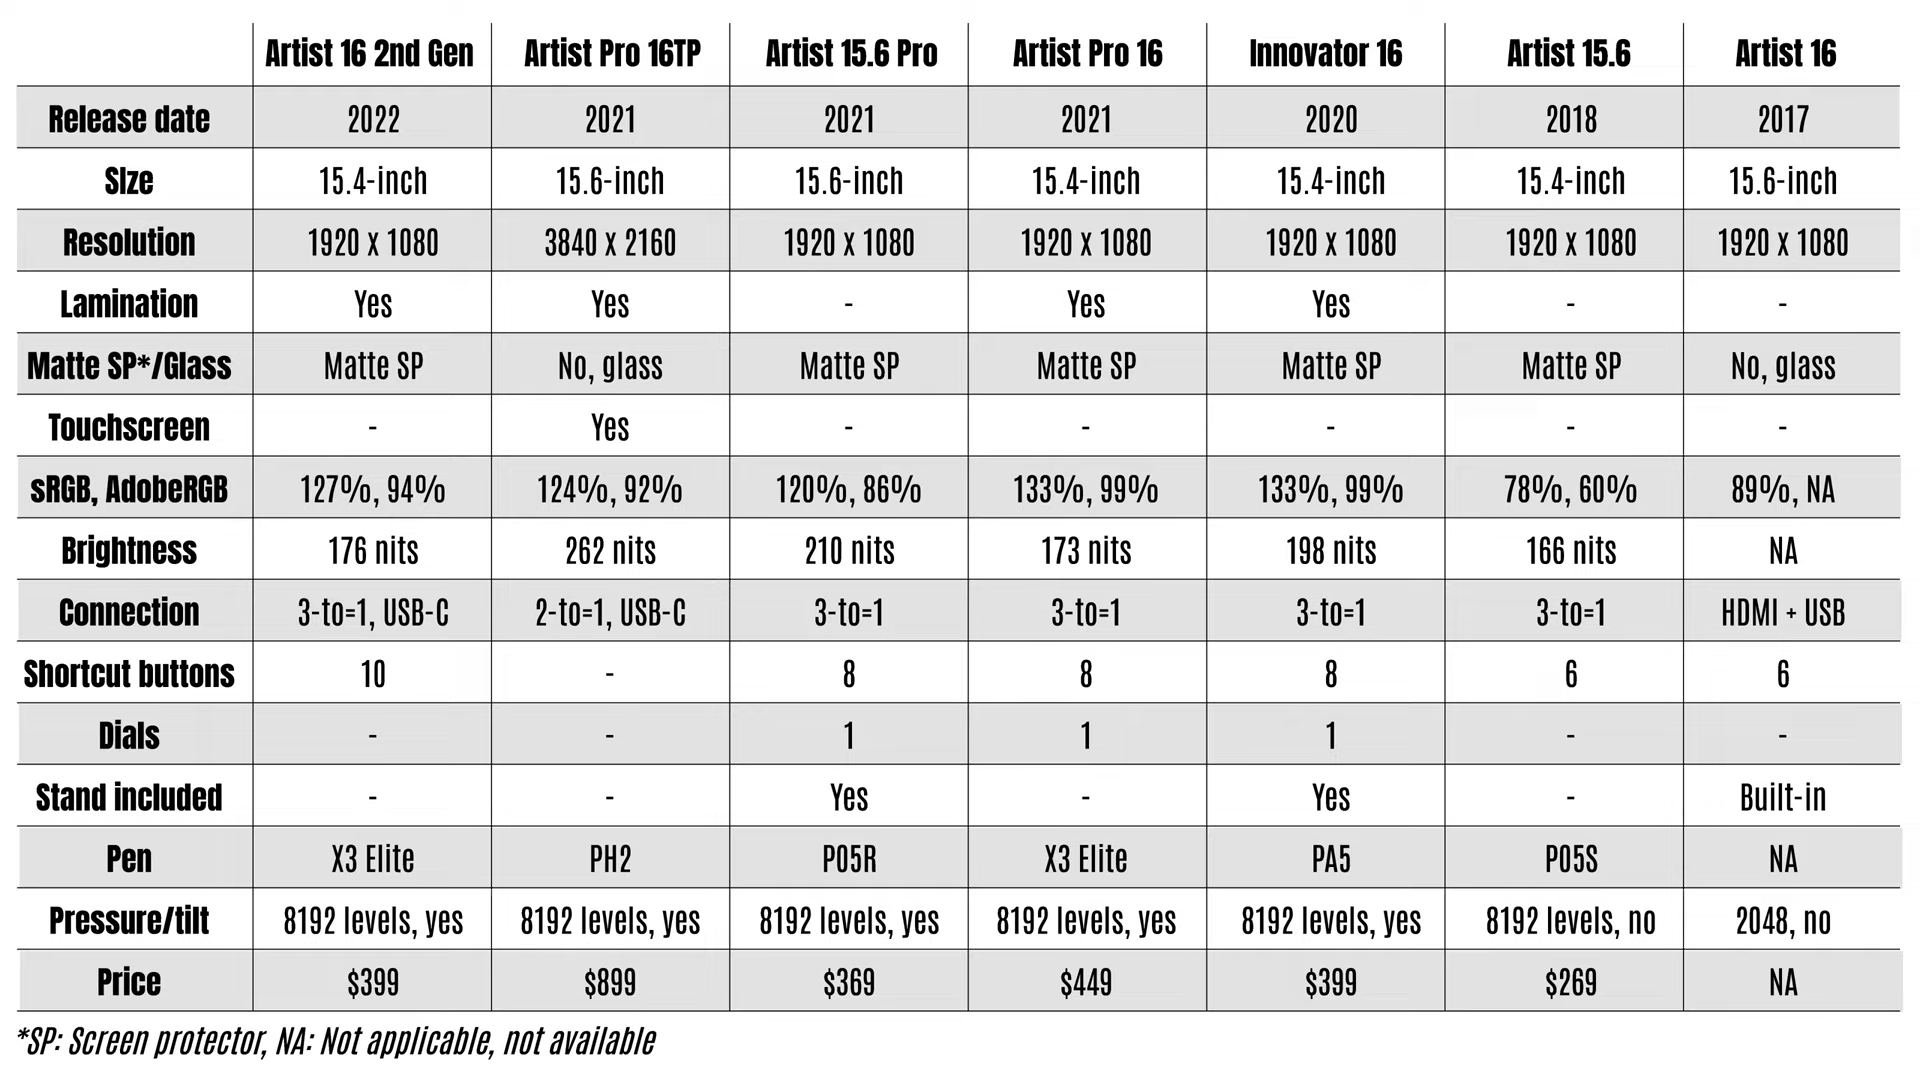 Artist 16 2nd Gen Artist Pro 16TP Artist 15.6 Pro Artist Pro 16 Innovator 16 Artist 15.6 Artist 16
Release date 2022 2021 2021 2021 2020 2018 2017
SIze 15.4-inch 15.6-inch 15.6-inch 15.4-inch 15.4-inch 15.4-inch 15.6-inch
Resolution 1920 x 1080 3840 x 2160 1920 x 1080 1920 x 1080 1920 x 1080 1920 x 1080 1920 x 1080
Lamination Yes Yes - Yes Yes - -
Matte SP*/Glass Matte SP No, glass Matte SP Matte SP Matte SP Matte SP No, glass
Touchscreen - Yes - - - - -
sRGB, AdobeRGB 127%, 94% 124%, 92% 120%, 86% 133%, 99% 133%, 99% 78%, 60% 89%, NA
Brightness 176 nits 262 nits 210 nits 173 nits 198 nits 166 nits NA
Connection 3-to=1, USB-C 2-to=1, USB-C 3-to=1 3-to=1 3-to=1 3-to=1 HDMI + USB
Shortcut buttons 10 - 8 8 8 6 6
Dials - - 1 1 1 - -
Stand included - - Yes - Yes - Built-in
Pen X3 Elite PH2 P05R X3 Elite PA5 P05S NA
Pressure/tilt 8192 levels, yes 8192 levels, yes 8192 levels, yes 8192 levels, yes 8192 levels, yes 8192 levels, no 2048, no
Price $399 $899 $369 $449 $399 $269 NA
*SP: Screen protector, NA: Not applicable, not available